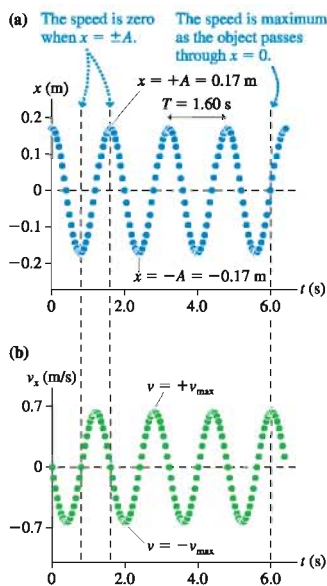 (a) The speed is zero
when x = ±A.
The speed is maximum
as the object passes
through x = 0.
x (m)
x = +A = 0.17 m
T = 1.60 s
0.2
0.1
0
−0.1
−0.2
x = −A = −0.17 m
0 2.0 4.0 6.0 t (s)
(b)
vₓ (m/s)
v = +vₘₐₓ
0.7
0
−0.7
v = −vₘₐₓ
0 2.0 4.0 6.0 t (s)